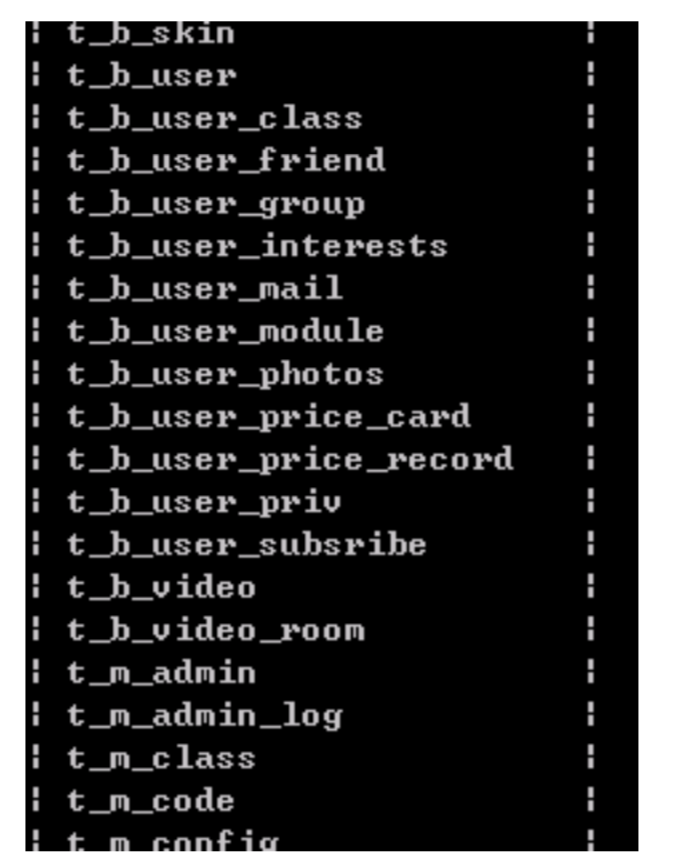 ¦ t_b_skin ¦
¦ t_b_user ¦
¦ t_b_user_class ¦
¦ t_b_user_friend ¦
¦ t_b_user_group ¦
¦ t_b_user_interests ¦
¦ t_b_user_mail ¦
¦ t_b_user_module ¦
¦ t_b_user_photos ¦
¦ t_b_user_price_card ¦
¦ t_b_user_price_record ¦
¦ t_b_user_priv ¦
¦ t_b_user_subsribe ¦
¦ t_b_video ¦
¦ t_b_video_room ¦
¦ t_m_admin ¦
¦ t_m_admin_log ¦
¦ t_m_class ¦
¦ t_m_code ¦
¦ t_m_config ¦